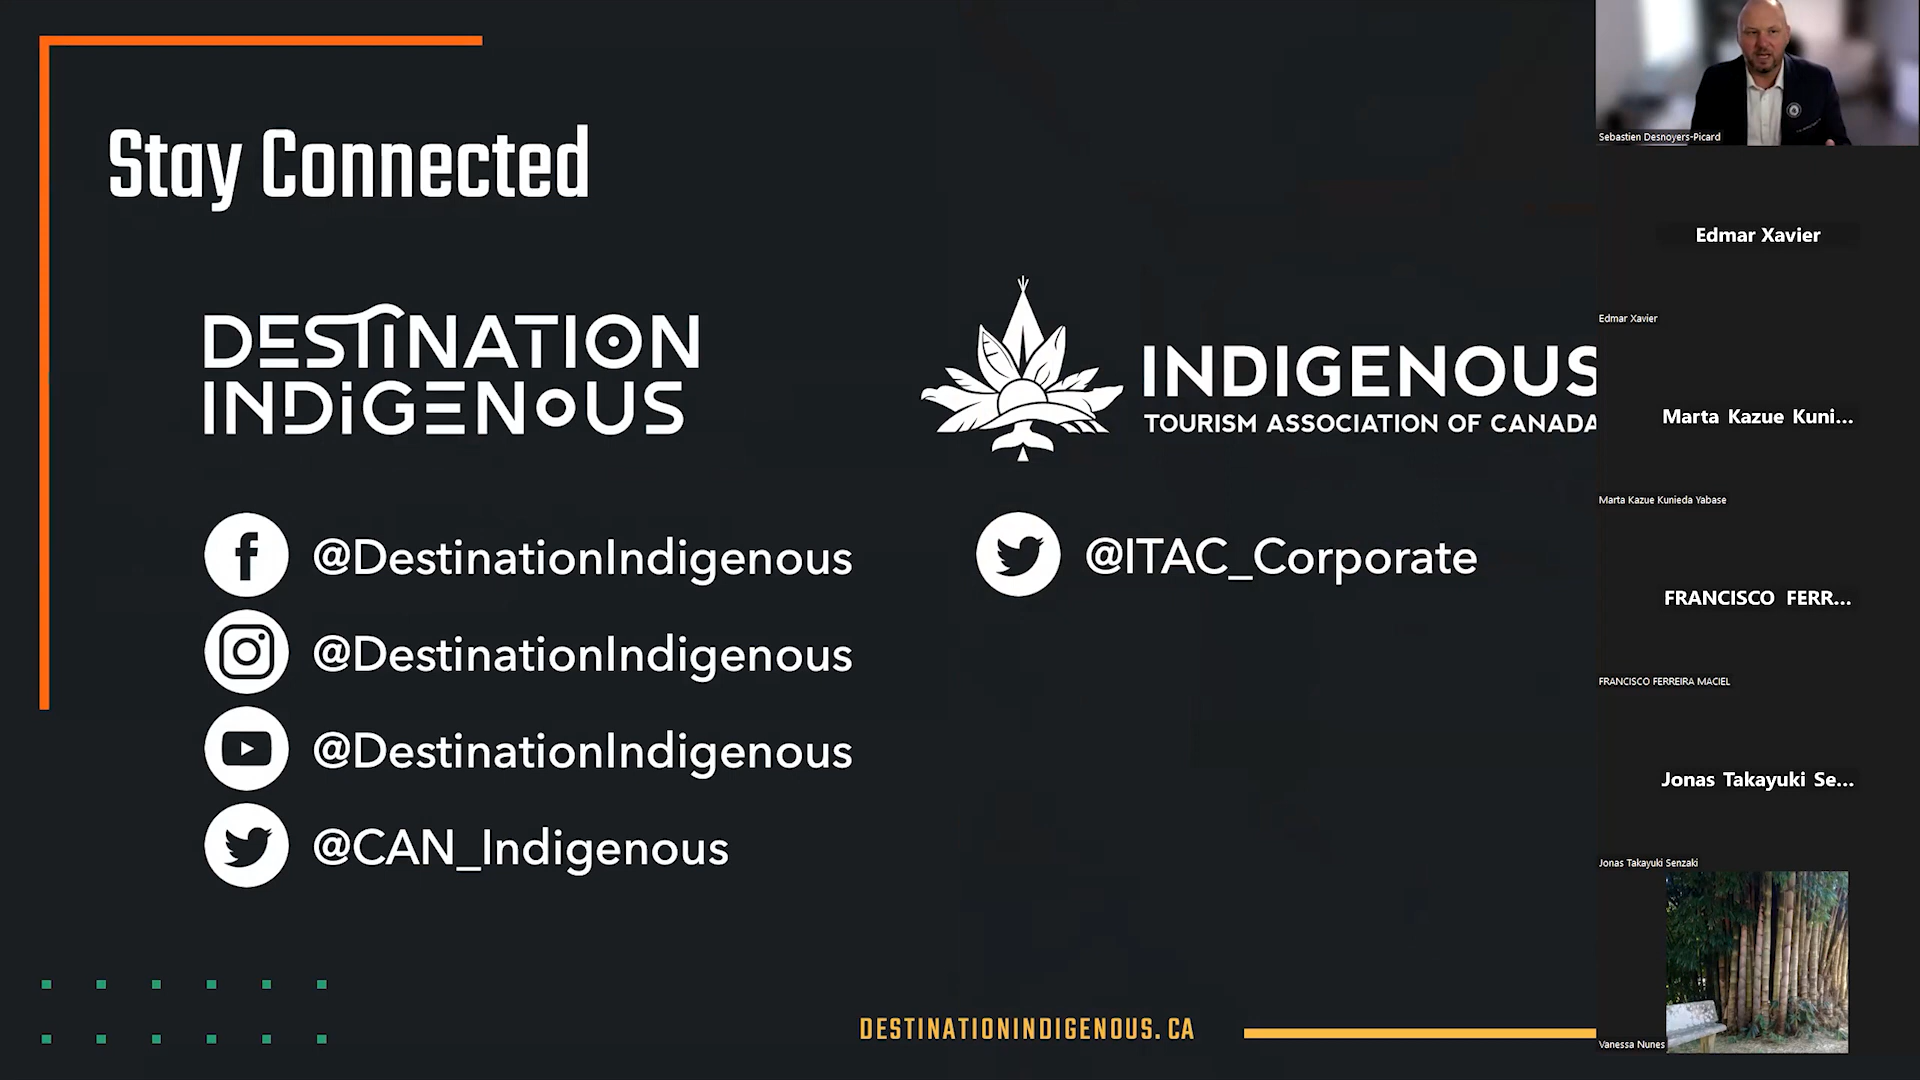 Stay Connected
DESTINATION
INDIGENOUS
@DestinationIndigenous
@DestinationIndigenous
@DestinationIndigenous
@CAN_Indigenous
INDIGENOUS
TOURISM ASSOCIATION OF CANADA
@ITAC_Corporate
DESTINATIONINDIGENOUS.CA
Sebastien Desnoyers-Picard
Edmar Xavier
Edmar Xavier
Marta Kazue Kuni...
Marta Kazue Kunieda Yabase
FRANCISCO FERR...
FRANCISCO FERREIRA MACIEL
Jonas Takayuki Se...
Jonas Takayuki Senzaki
Vanessa Nunes